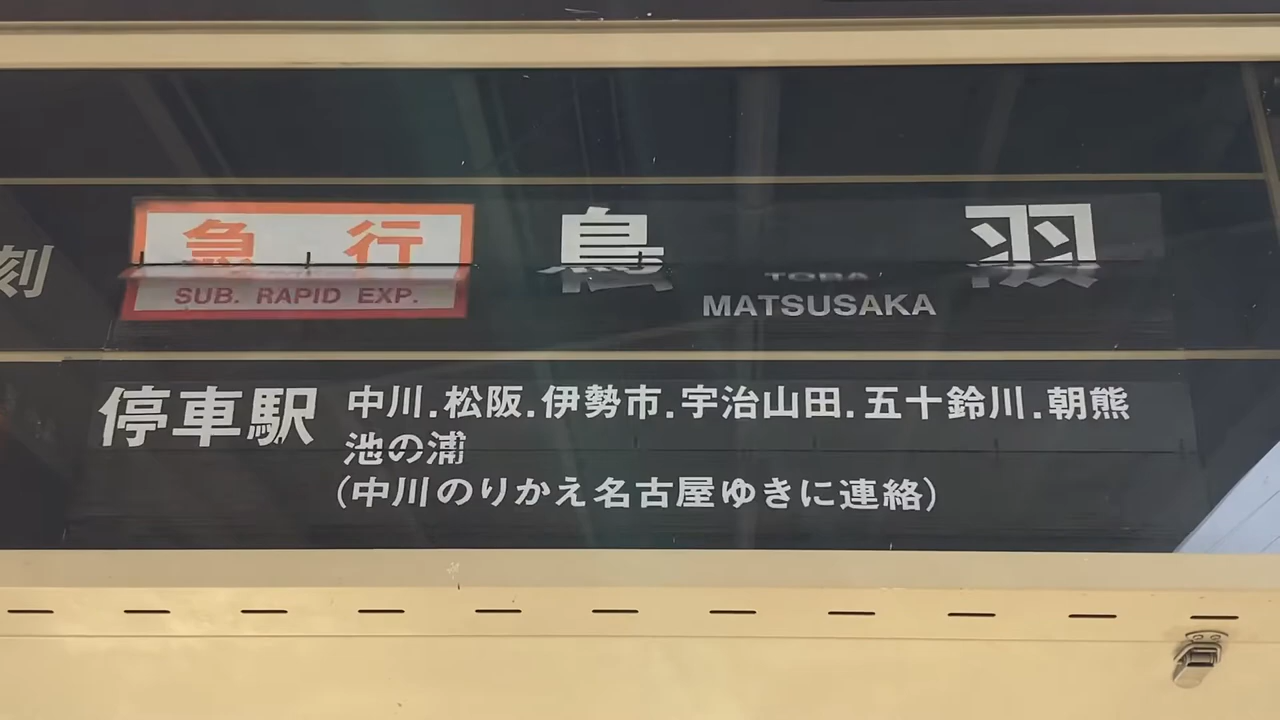 刻
急行 鳥羽
TOBA
SUB. RAPID EXP. MATSUSAKA
停車駅 中川.松阪.伊勢市.宇治山田.五十鈴川.朝熊
池の浦
(中川のりかえ名古屋ゆきに連絡)